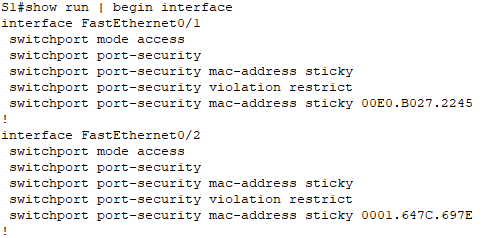 S1#show run | begin interface
interface FastEthernet0/1
 switchport mode access
 switchport port-security
 switchport port-security mac-address sticky
 switchport port-security violation restrict
 switchport port-security mac-address sticky 00E0.B027.2245
!
interface FastEthernet0/2
 switchport mode access
 switchport port-security
 switchport port-security mac-address sticky
 switchport port-security violation restrict
 switchport port-security mac-address sticky 0001.647C.697E
!